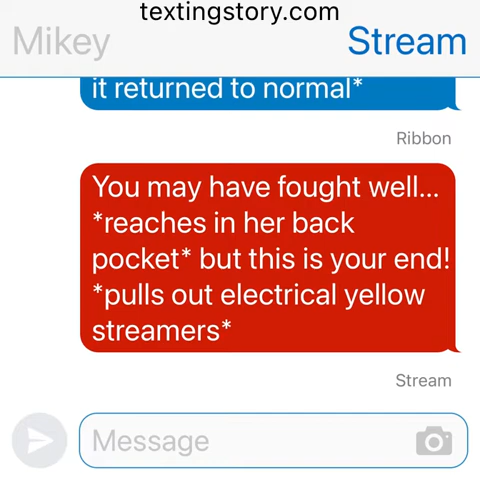 textingstory.com
Mikey
Stream
it returned to normal*
Ribbon
You may have fought well...
*reaches in her back
pocket* but this is your end!
*pulls out electrical yellow
streamers*
Stream
Message